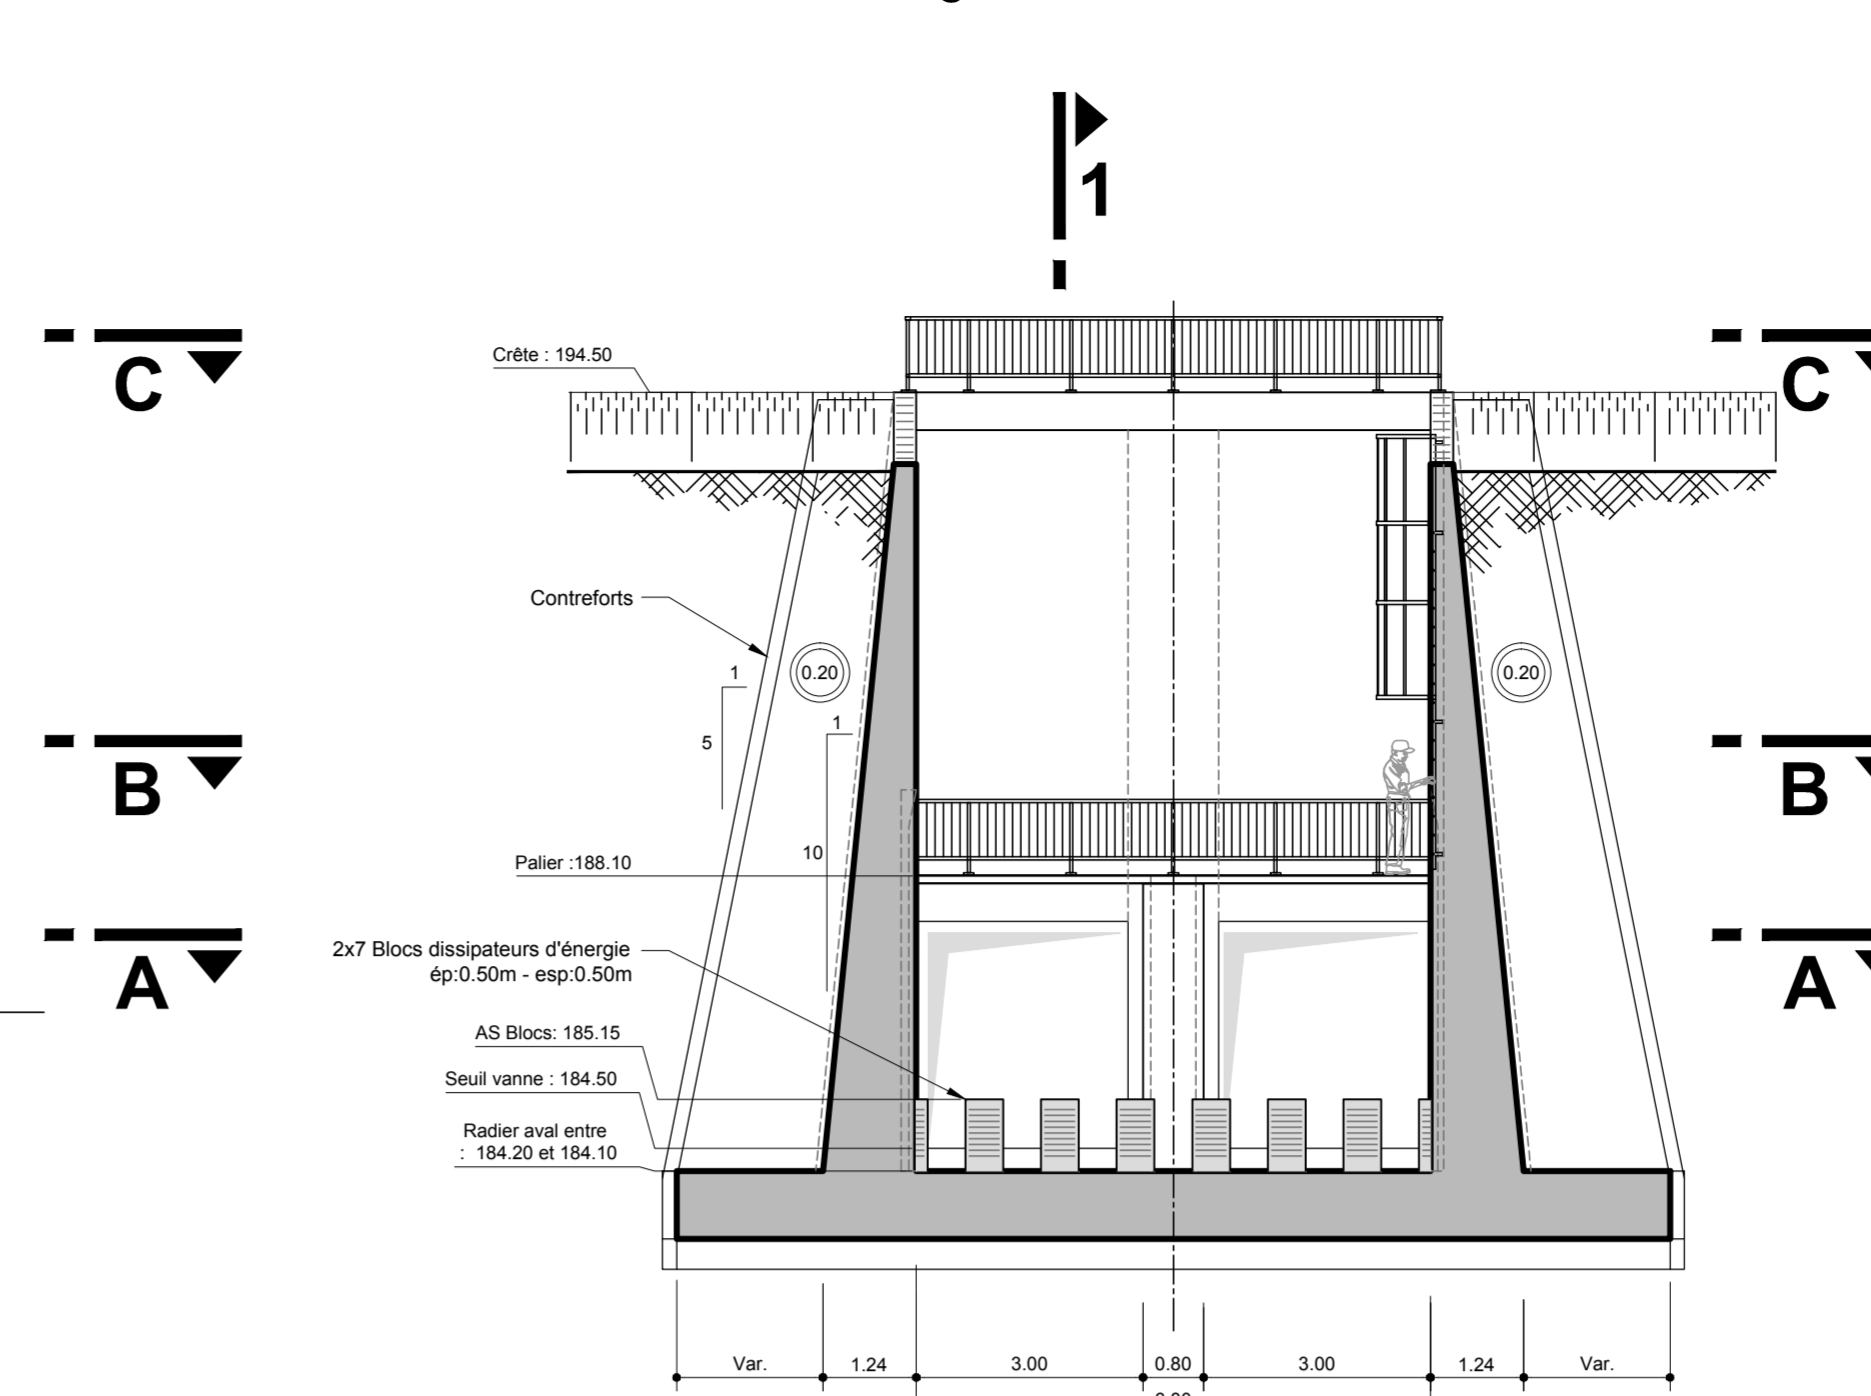 1
C
C
Crête : 194.50
Contreforts
0.20
0.20
1
5
1
10
B
B
Palier :188.10
A
A
2x7 Blocs dissipateurs d'énergie
ép:0.50m - esp:0.50m
AS Blocs: 185.15
Seuil vanne : 184.50
Radier aval entre
: 184.20 et 184.10
Var. 1.24 3.00 0.80 3.00 1.24 Var.